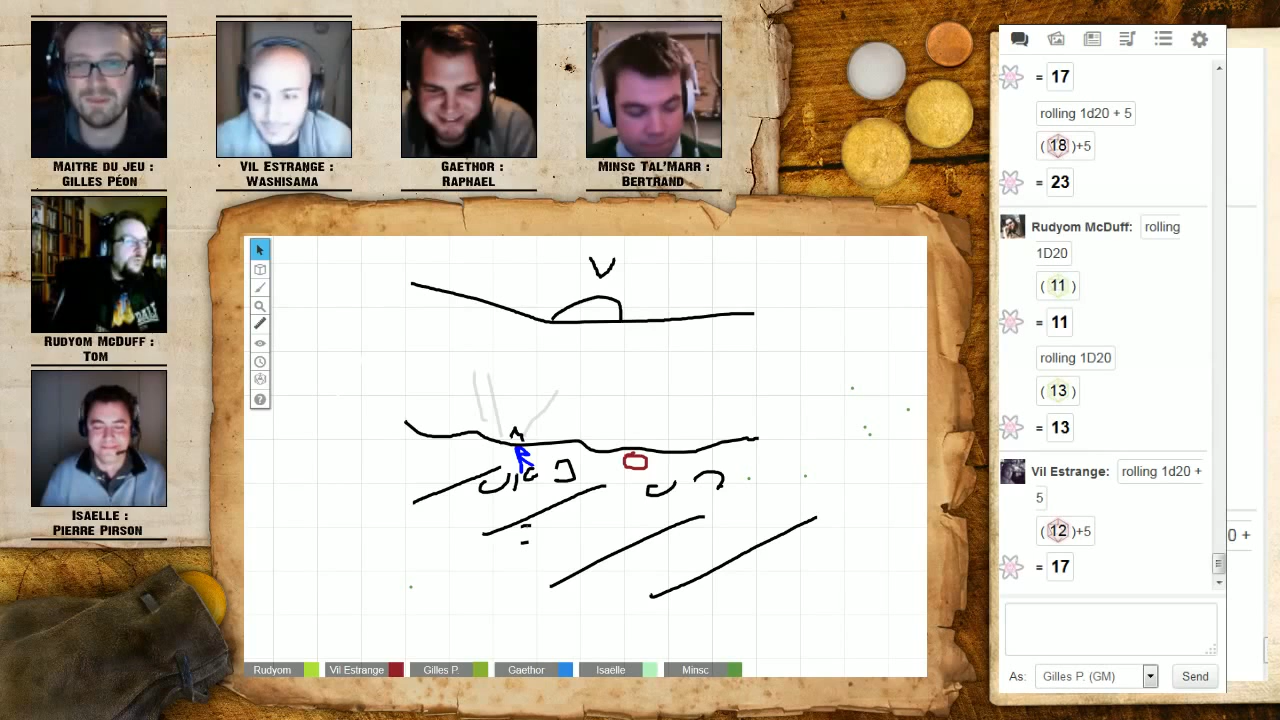 MAITRE DU JEU :
GILLES PÉON
VIL ESTRANGE :
WASHISAMA
GAETHOR :
RAPHAEL
MINSC TAL'MARR :
BERTRAND
RUDYOM MCDUFF :
TOM
ISAELLE :
PIERRE PIRSON
V
M
Rudyom
Vil Estrange
Gilles P.
Gaethor
Isaëlle
Minsc
= 17
rolling 1d20 + 5
(18)+5
= 23
Rudyom McDuff: rolling
1D20
(11)
= 11
rolling 1D20
(13)
= 13
Vil Estrange: rolling 1d20 +
5
(12)+5
= 17
0 +
As: Gilles P. (GM) Send